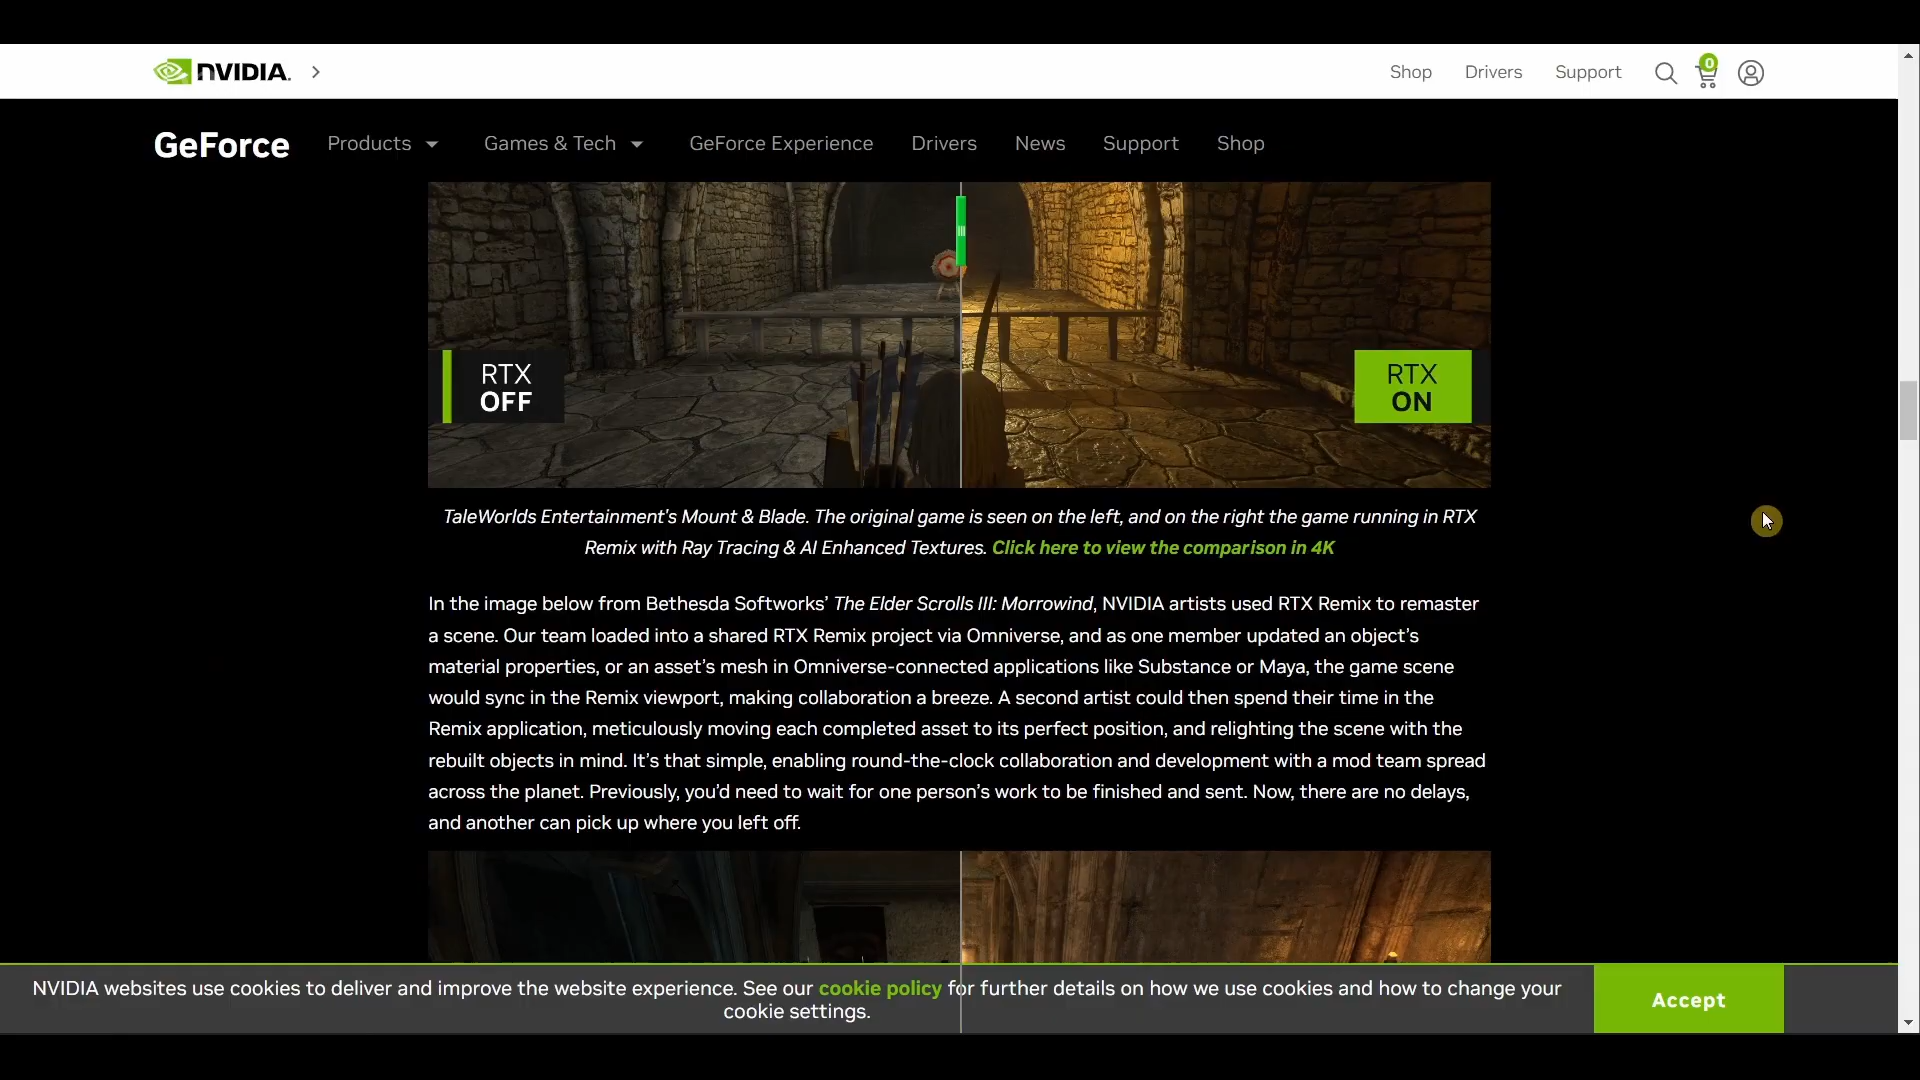 NVIDIA.
Shop
Drivers
Support
0
GeForce
Products
Games & Tech
GeForce Experience
Drivers
News
Support
Shop
RTX
OFF
RTX
ON
TaleWorlds Entertainment's Mount & Blade. The original game is seen on the left, and on the right the game running in RTX
Remix with Ray Tracing & AI Enhanced Textures. Click here to view the comparison in 4K
In the image below from Bethesda Softworks’ The Elder Scrolls III: Morrowind, NVIDIA artists used RTX Remix to remaster
a scene. Our team loaded into a shared RTX Remix project via Omniverse, and as one member updated an object’s
material properties, or an asset’s mesh in Omniverse-connected applications like Substance or Maya, the game scene
would sync in the Remix viewport, making collaboration a breeze. A second artist could then spend their time in the
Remix application, meticulously moving each completed asset to its perfect position, and relighting the scene with the
rebuilt objects in mind. It’s that simple, enabling round-the-clock collaboration and development with a mod team spread
across the planet. Previously, you’d need to wait for one person’s work to be finished and sent. Now, there are no delays,
and another can pick up where you left off.
NVIDIA websites use cookies to deliver and improve the website experience. See our cookie policy for further details on how we use cookies and how to change your
cookie settings.
Accept